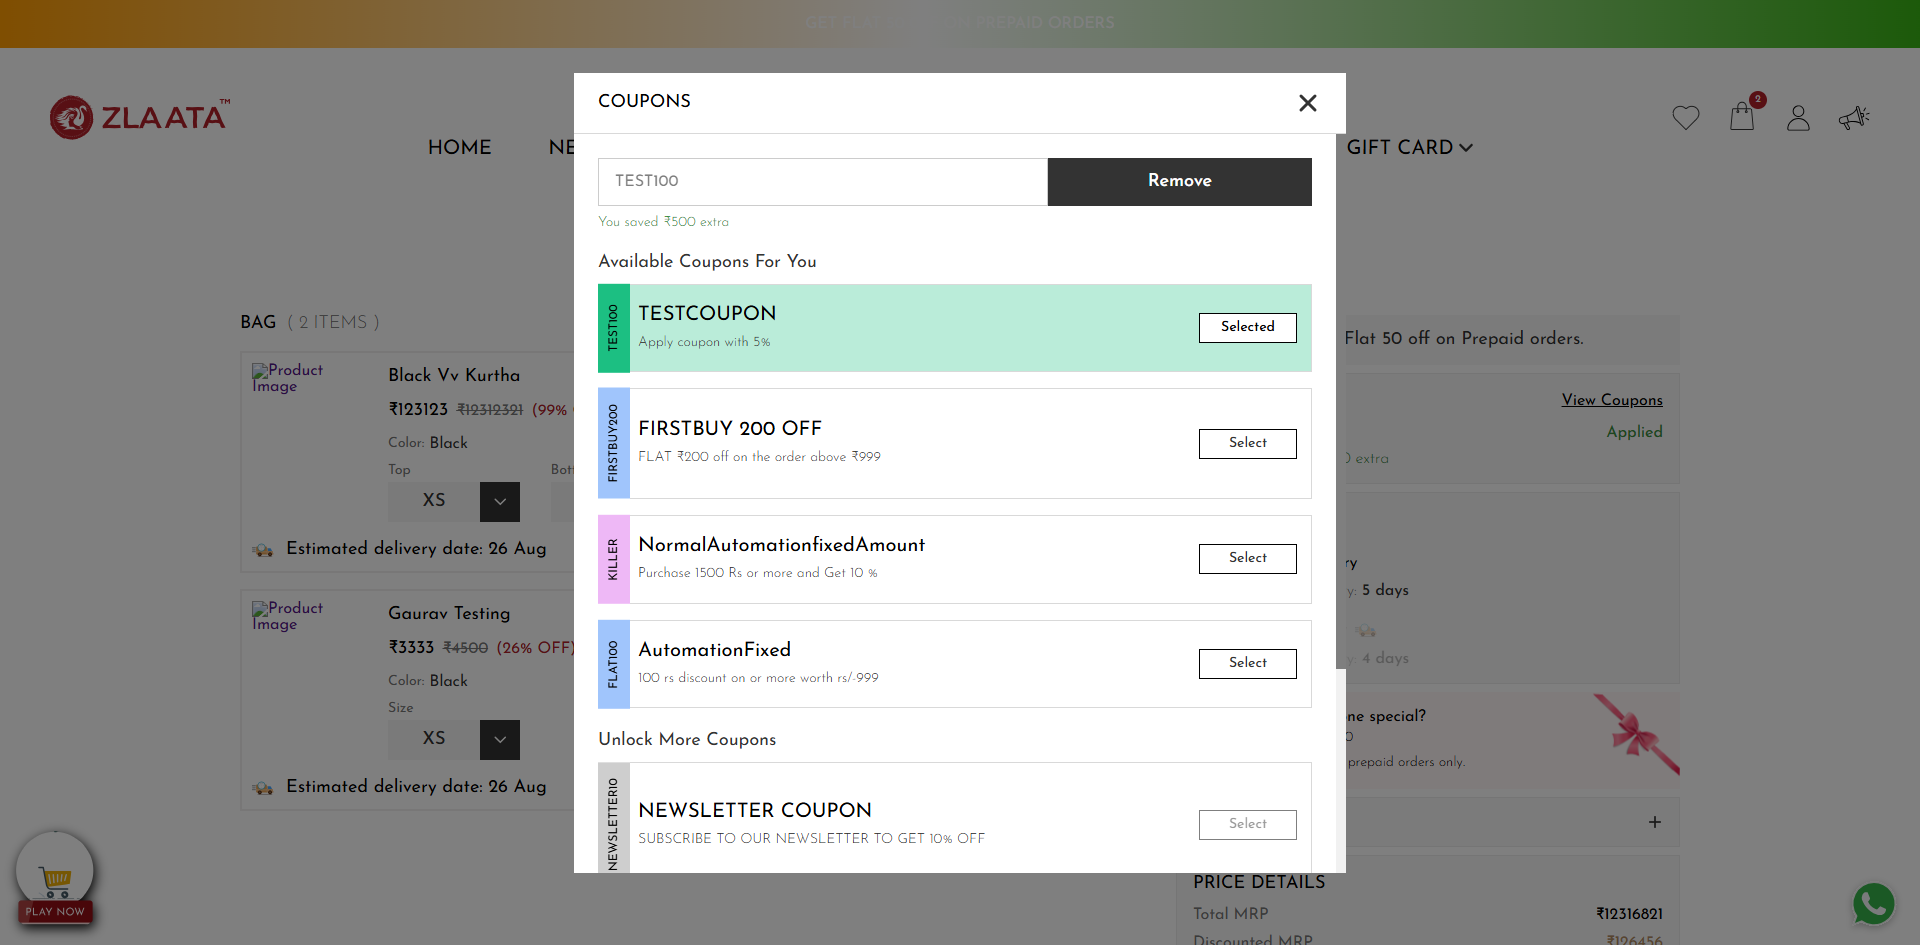 GET FLAT ON PREPAID ORDERS
ZLAATA™
2
HOME
NE
GIFT CARD
COUPONS
TEST100
Remove
You saved ₹500 extra
Available Coupons For You
TEST100
TESTCOUPON
Apply coupon with 5%
Selected
FIRSTBUY200
FIRSTBUY 200 OFF
FLAT ₹200 off on the order above ₹999
Select
KILLER
NormalAutomationfixedAmount
Purchase 1500 Rs or more and Get 10 %
Select
FLAT100
AutomationFixed
100 rs discount on or more worth rs/-999
Select
Unlock More Coupons
NEWSLETTER10
NEWSLETTER COUPON
SUBSCRIBE TO OUR NEWSLETTER TO GET 10% OFF
Select
BAG ( 2 ITEMS )
Product
Image
Black Vv Kurtha
₹123123 ₹12312321 (99%
Color: Black
Top Bott
XS
Estimated delivery date: 26 Aug
Product
Image
Gaurav Testing
₹3333 ₹4500 (26% OFF)
Color: Black
Size
XS
Estimated delivery date: 26 Aug
Flat 50 off on Prepaid orders.
View Coupons
Applied
0 extra
ry
y: 5 days
y: 4 days
ne special?
0
prepaid orders only.
+
PRICE DETAILS
Total MRP ₹12316821
Discounted MRP ₹126456
PLAY NOW